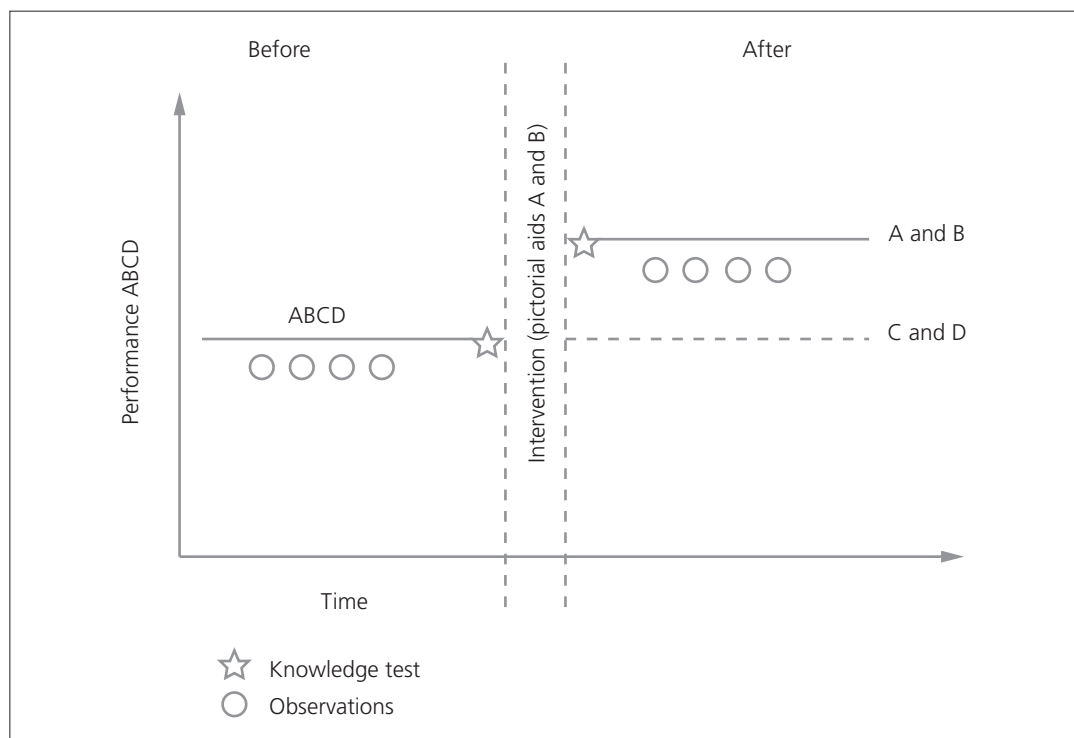 Before
After
Performance ABCD
ABCD
Intervention (pictorial aids A and B)
A and B
C and D
Time
Knowledge test
Observations